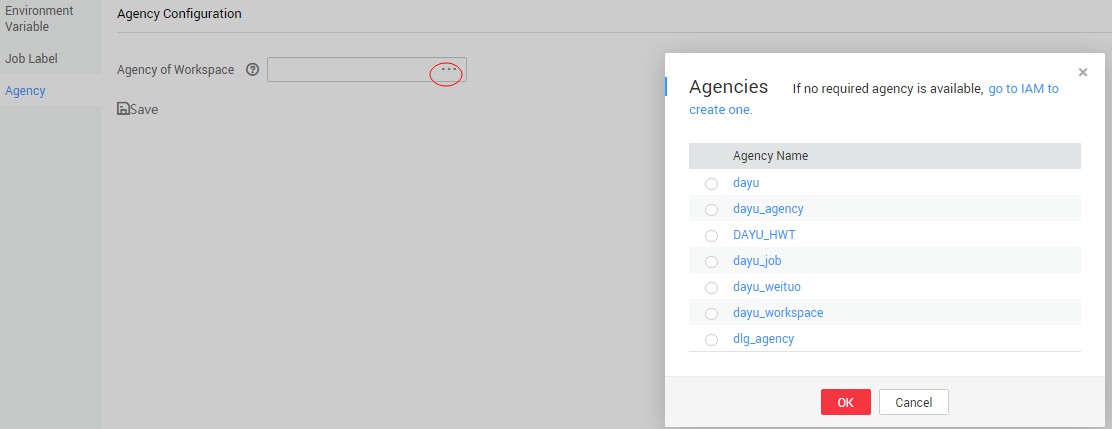 Environment
Variable
Job Label
Agency
Agency Configuration
Agency of Workspace ? ...
Save
×
Agencies If no required agency is available, go to IAM to
create one.
Agency Name
dayu
dayu_agency
DAYU_HWT
dayu_job
dayu_weituo
dayu_workspace
dlg_agency
OK Cancel